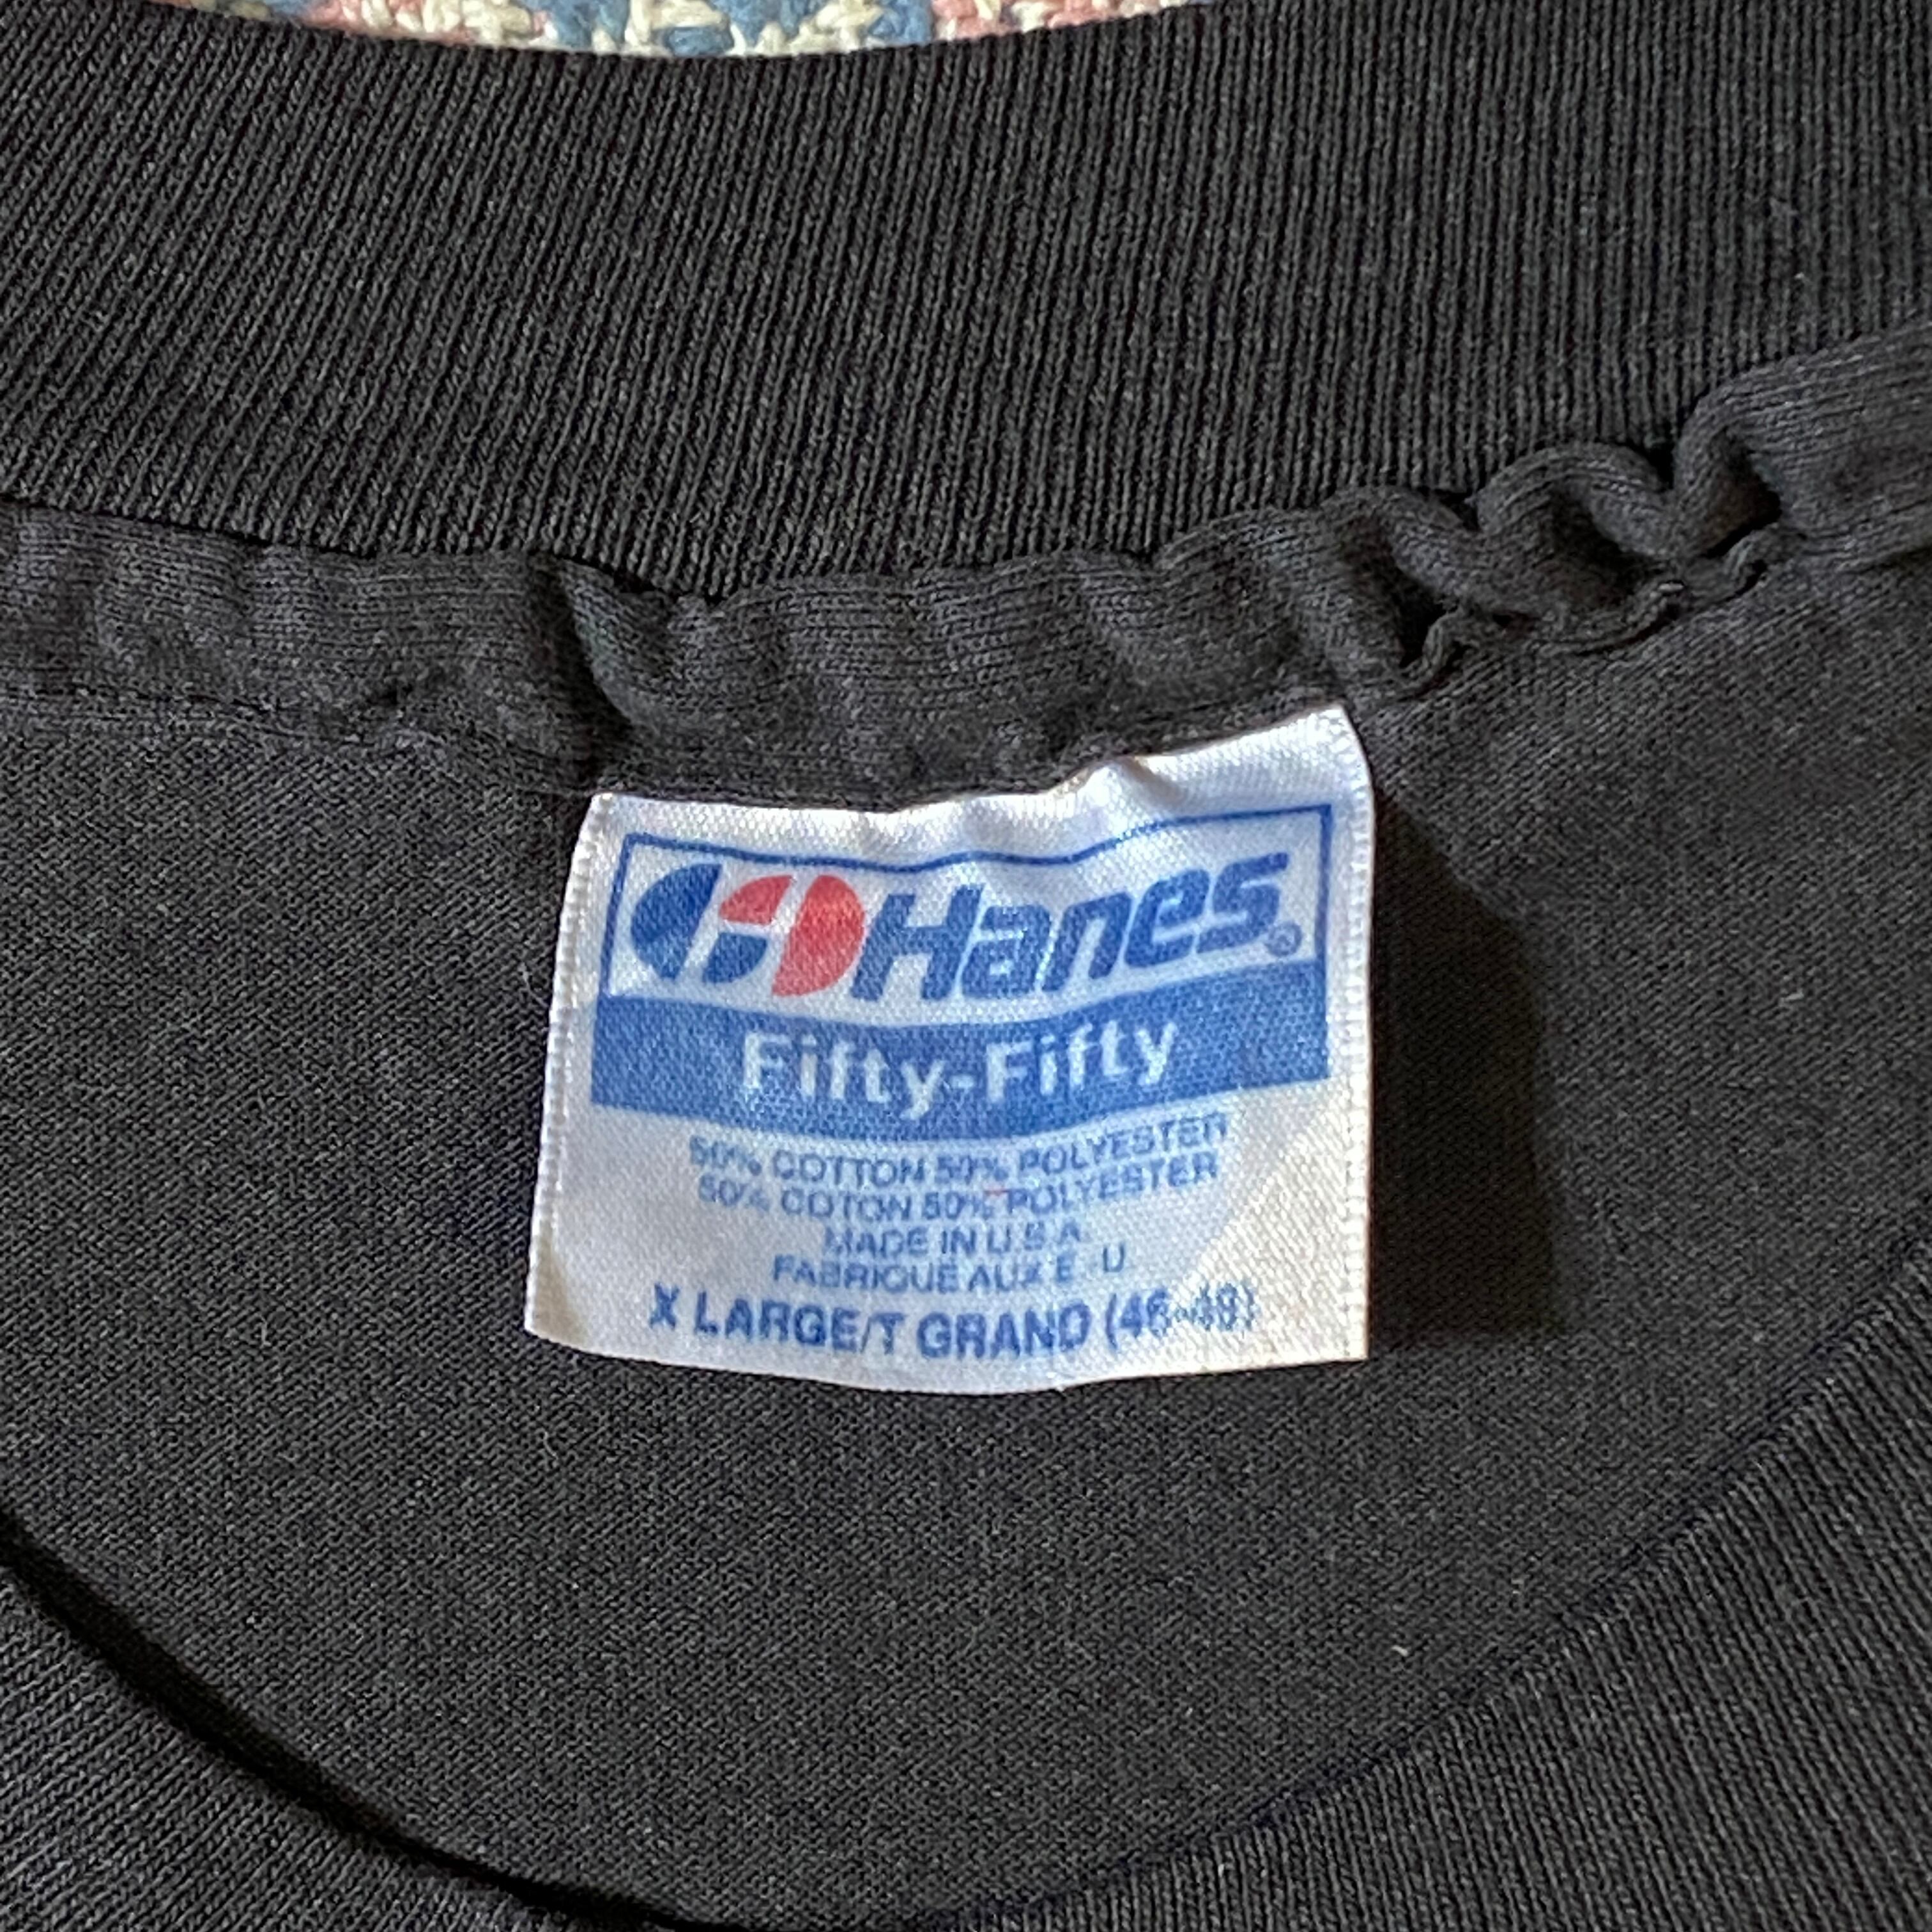 Hanes®
Fifty-Fifty
50% COTTON 50% POLYESTER
50% COTON 50% POLYESTER
MADE IN U.S.A.
FABRIQUE AUX E. U
X LARGE/T GRAND (46-48)